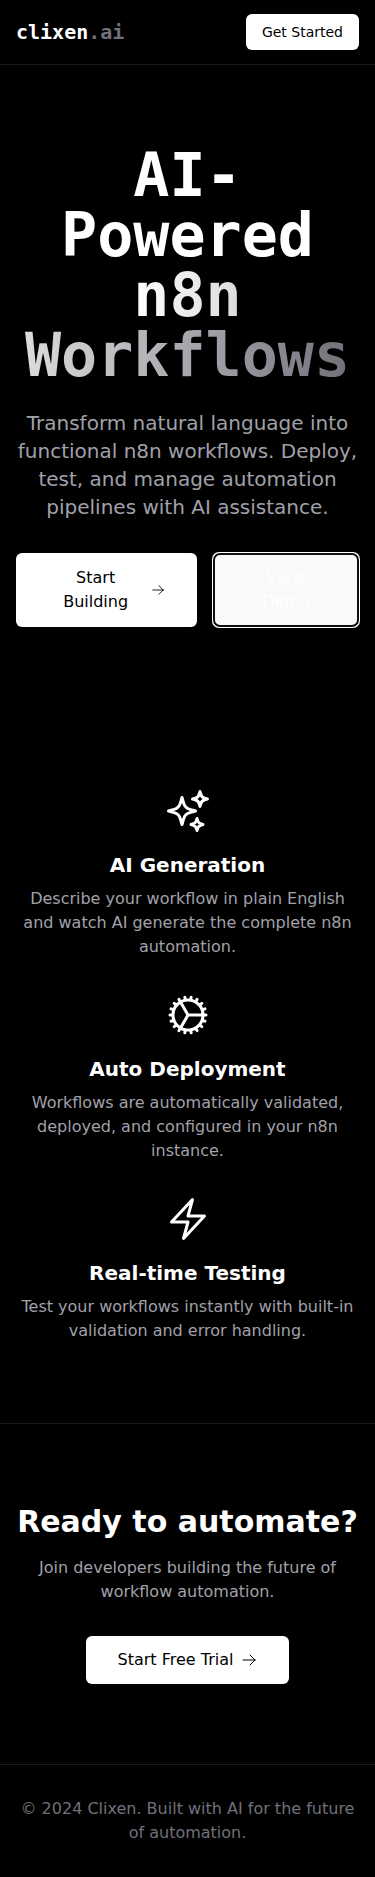 clixen.ai
Get Started
AI-
Powered
n8n
Workflows
Transform natural language into
functional n8n workflows. Deploy,
test, and manage automation
pipelines with AI assistance.
Start
Building
View
Demo
AI Generation
Describe your workflow in plain English
and watch AI generate the complete n8n
automation.
Auto Deployment
Workflows are automatically validated,
deployed, and configured in your n8n
instance.
Real-time Testing
Test your workflows instantly with built-in
validation and error handling.
Ready to automate?
Join developers building the future of
workflow automation.
Start Free Trial
© 2024 Clixen. Built with AI for the future
of automation.